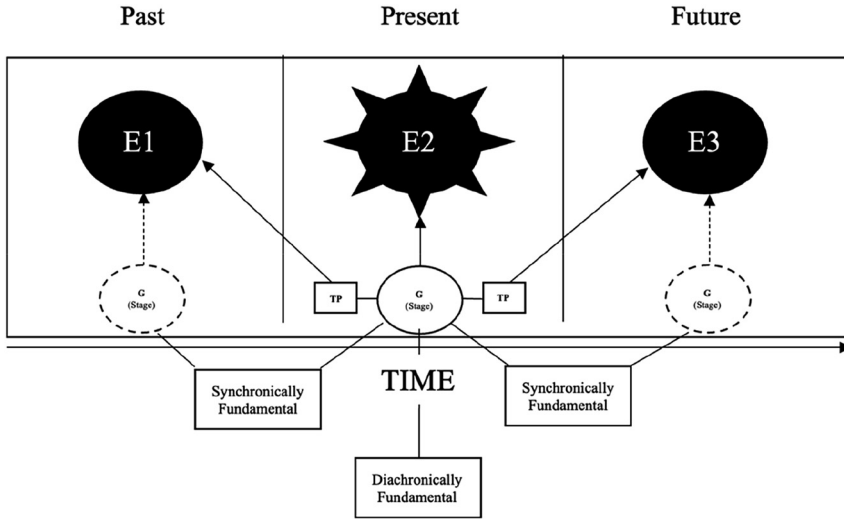 Past
Present
Future
E1
E2
E3
G
(Stage)
TP
G
(Stage)
TP
G
(Stage)
Synchronically
Fundamental
TIME
Synchronically
Fundamental
Diachronically
Fundamental